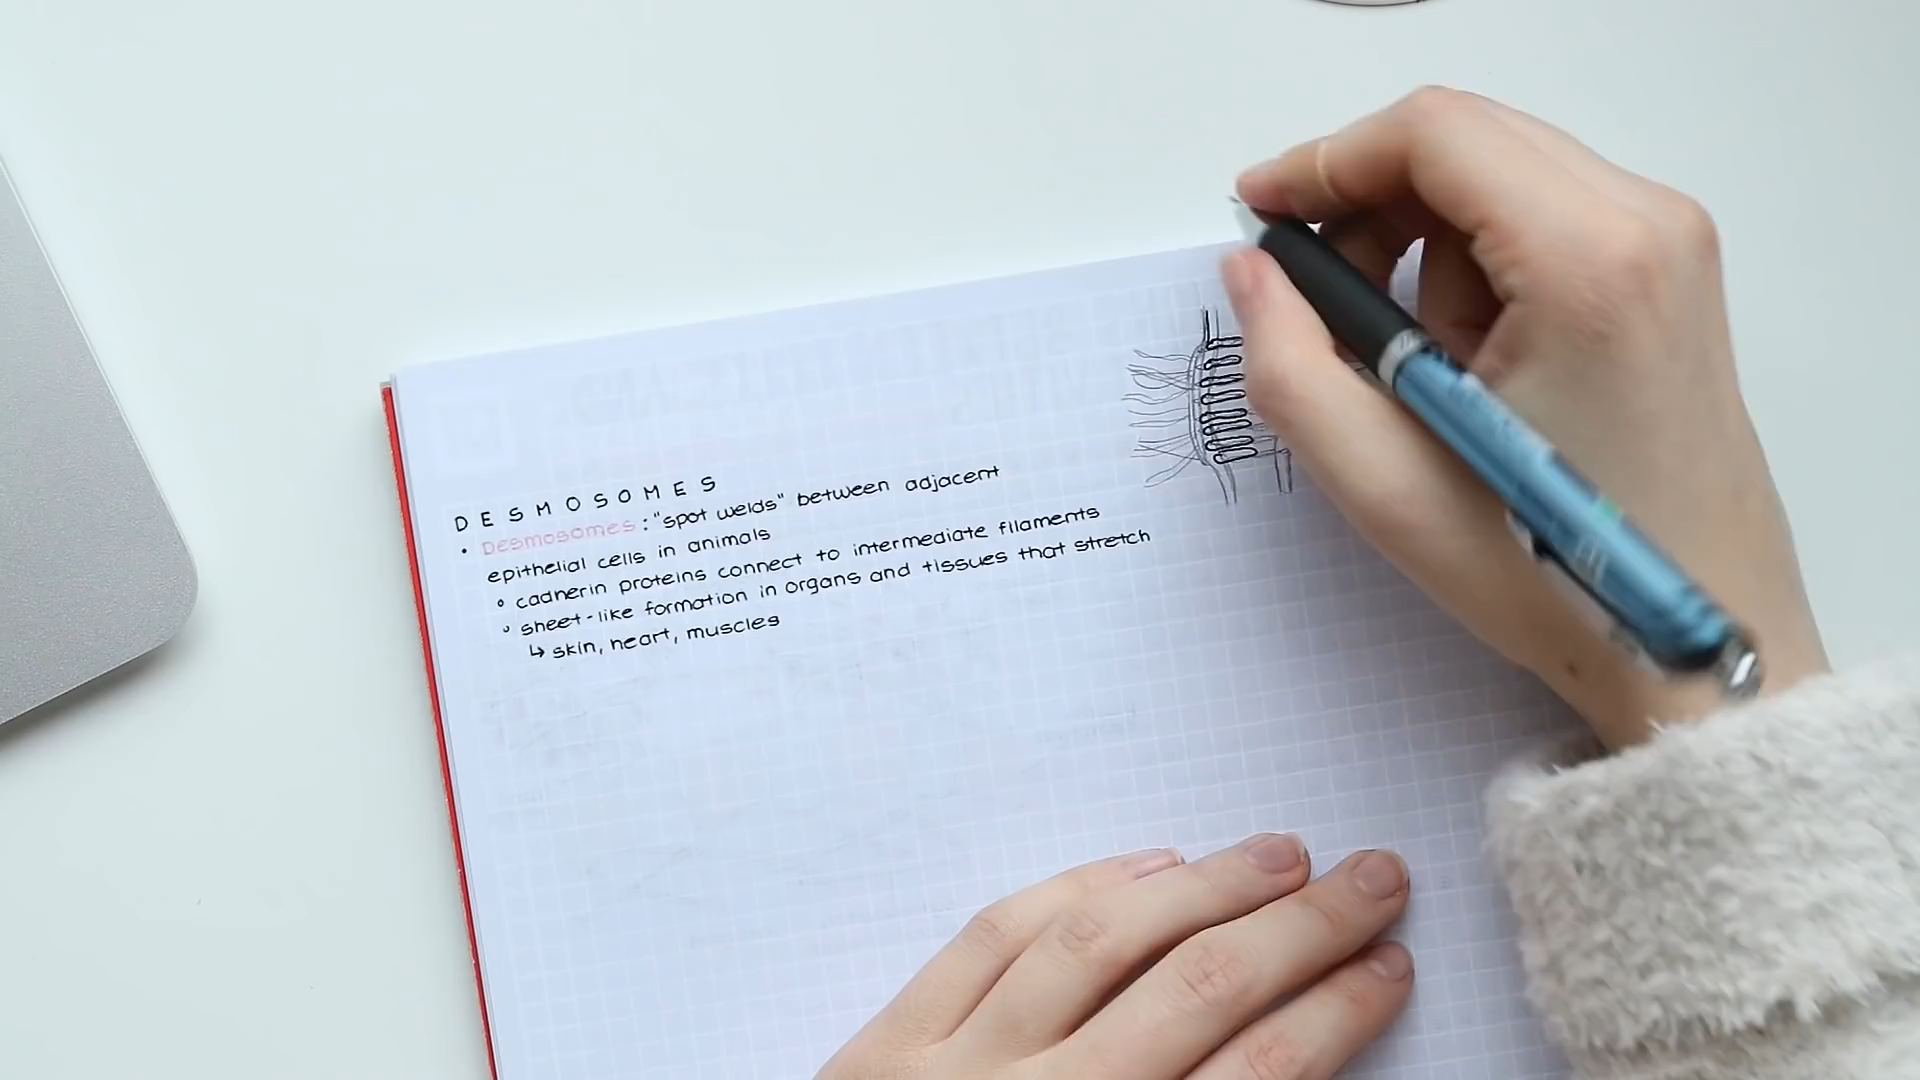 DESMOSOMES
• Desmosomes: "spot welds" between adjacent
epithelial cells in animals
◦ cadherin proteins connect to intermediate filaments
◦ sheet-like formation in organs and tissues that stretch
↳ skin, heart, muscles